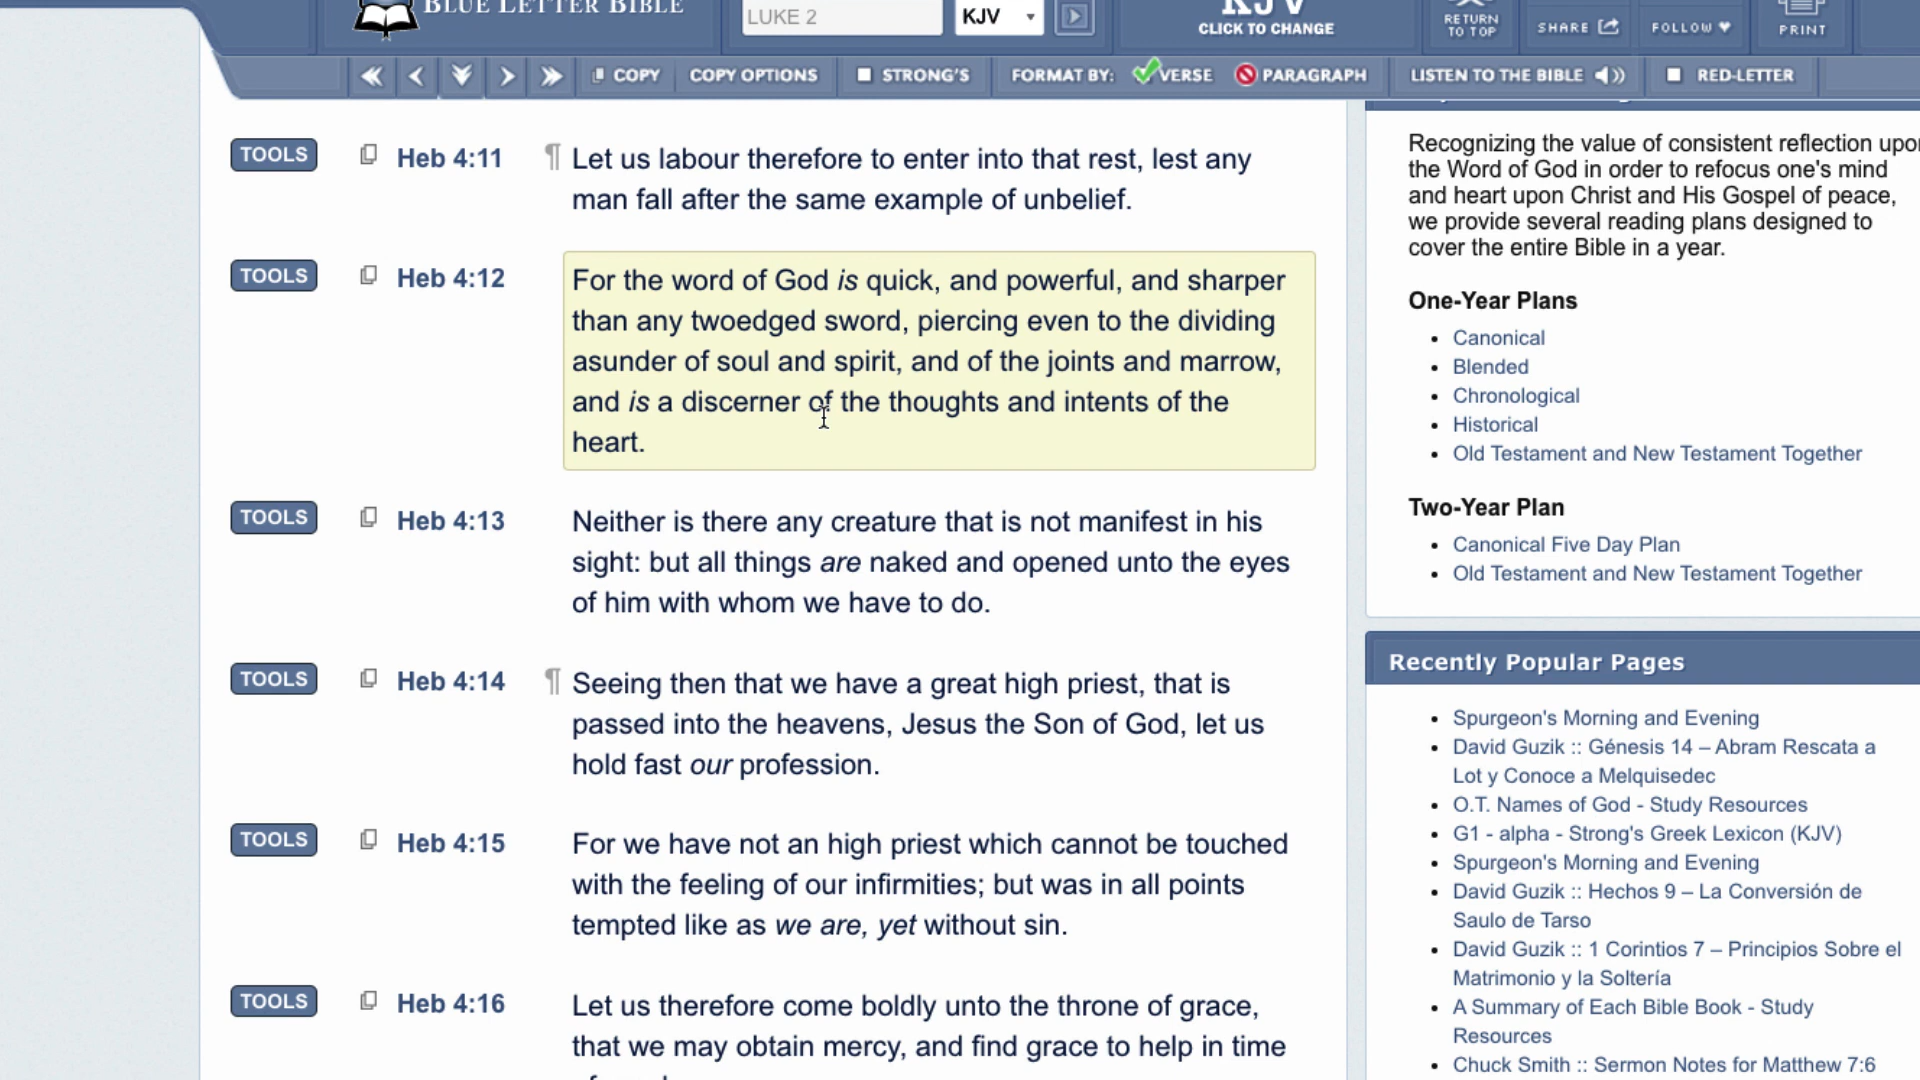 BLUE LETTER BIBLE
LUKE 2
KJV
KJV
CLICK TO CHANGE
RETURN
TO TOP
SHARE
FOLLOW
PRINT
COPY
COPY OPTIONS
STRONG'S
FORMAT BY:
VERSE
PARAGRAPH
LISTEN TO THE BIBLE
RED-LETTER
TOOLS
Heb 4:11
¶ Let us labour therefore to enter into that rest, lest any
man fall after the same example of unbelief.
TOOLS
Heb 4:12
For the word of God is quick, and powerful, and sharper
than any twoedged sword, piercing even to the dividing
asunder of soul and spirit, and of the joints and marrow,
and is a discerner of the thoughts and intents of the
heart.
TOOLS
Heb 4:13
Neither is there any creature that is not manifest in his
sight: but all things are naked and opened unto the eyes
of him with whom we have to do.
TOOLS
Heb 4:14
¶ Seeing then that we have a great high priest, that is
passed into the heavens, Jesus the Son of God, let us
hold fast our profession.
TOOLS
Heb 4:15
For we have not an high priest which cannot be touched
with the feeling of our infirmities; but was in all points
tempted like as we are, yet without sin.
TOOLS
Heb 4:16
Let us therefore come boldly unto the throne of grace,
that we may obtain mercy, and find grace to help in time
Recognizing the value of consistent reflection upon
the Word of God in order to refocus one's mind
and heart upon Christ and His Gospel of peace,
we provide several reading plans designed to
cover the entire Bible in a year.
One-Year Plans
Canonical
Blended
Chronological
Historical
Old Testament and New Testament Together
Two-Year Plan
Canonical Five Day Plan
Old Testament and New Testament Together
Recently Popular Pages
Spurgeon's Morning and Evening
David Guzik :: Génesis 14 – Abram Rescata a
Lot y Conoce a Melquisedec
O.T. Names of God - Study Resources
G1 - alpha - Strong's Greek Lexicon (KJV)
Spurgeon's Morning and Evening
David Guzik :: Hechos 9 – La Conversión de
Saulo de Tarso
David Guzik :: 1 Corintios 7 – Principios Sobre el
Matrimonio y la Soltería
A Summary of Each Bible Book - Study
Resources
Chuck Smith :: Sermon Notes for Matthew 7:6